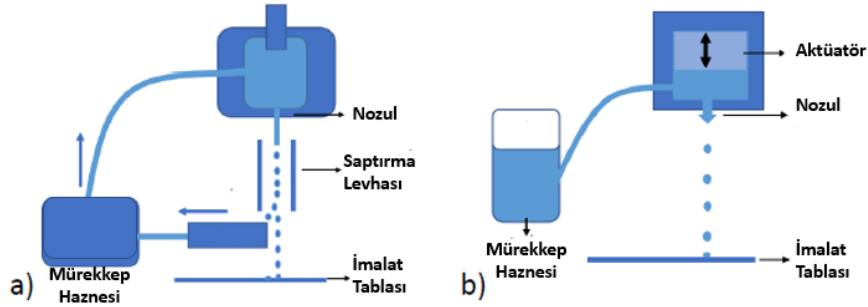 Nozul
Saptırma
Levhası
İmalat
Tablası
Mürekkep
Haznesi
a)
Aktüatör
Nozul
Mürekkep
Haznesi
İmalat
Tablası
b)